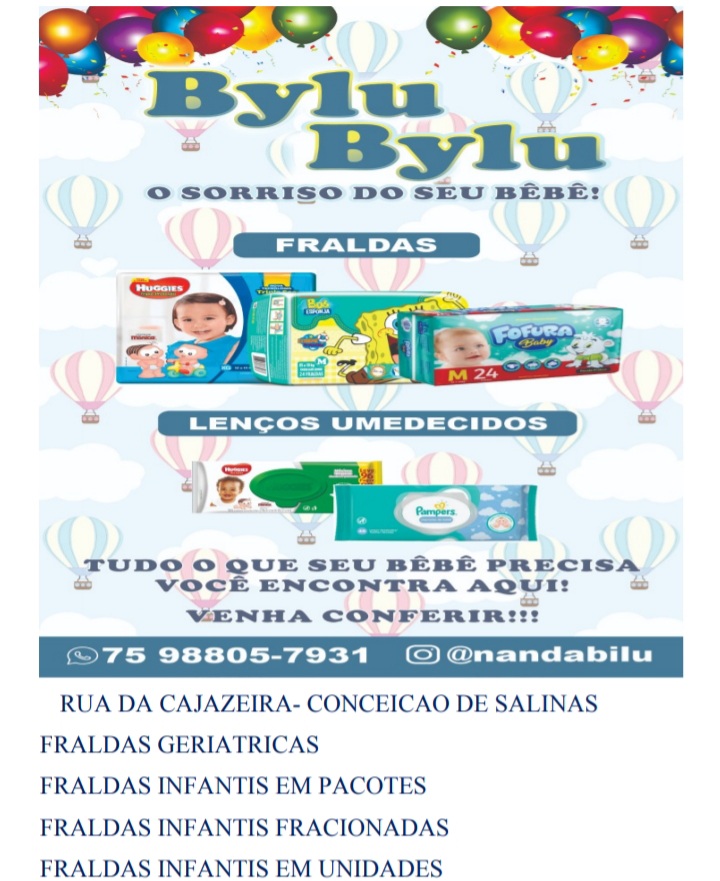 Bylu
Bylu
O SORRISO DO SEU BÊBÊ!
FRALDAS
HUGGIES
Bob
ESPONJA
M
FOFURA
Baby
M 24
LENÇOS UMEDECIDOS
Huggies
Pampers
TUDO O QUE SEU BÊBÊ PRECISA
VOCÊ ENCONTRA AQUI!
VENHA CONFERIR!!!
75 98805-7931 @nandabilu
RUA DA CAJAZEIRA- CONCEICAO DE SALINAS
FRALDAS GERIATRICAS
FRALDAS INFANTIS EM PACOTES
FRALDAS INFANTIS FRACIONADAS
FRALDAS INFANTIS EM UNIDADES